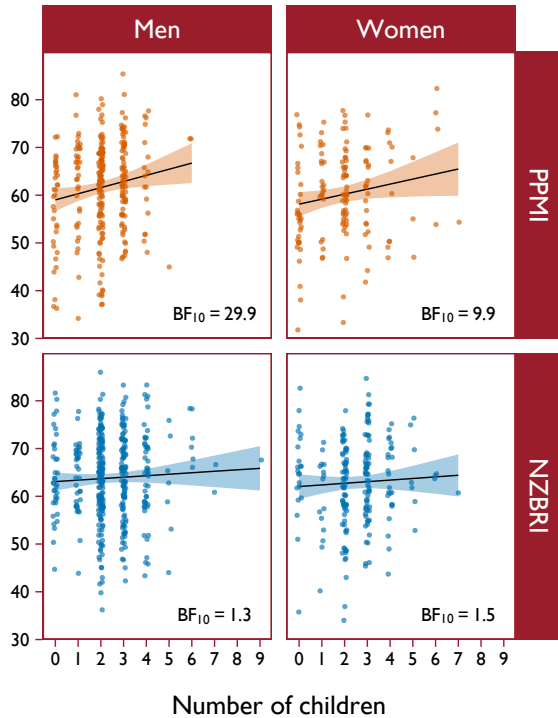 Men Women
80
70
60
50
40
30
BF₁₀ = 29.9 BF₁₀ = 9.9
PPMI
80
70
60
50
40
30
BF₁₀ = 1.3 BF₁₀ = 1.5
NZBRI
0 1 2 3 4 5 6 7 8 9 0 1 2 3 4 5 6 7 8 9
Number of children